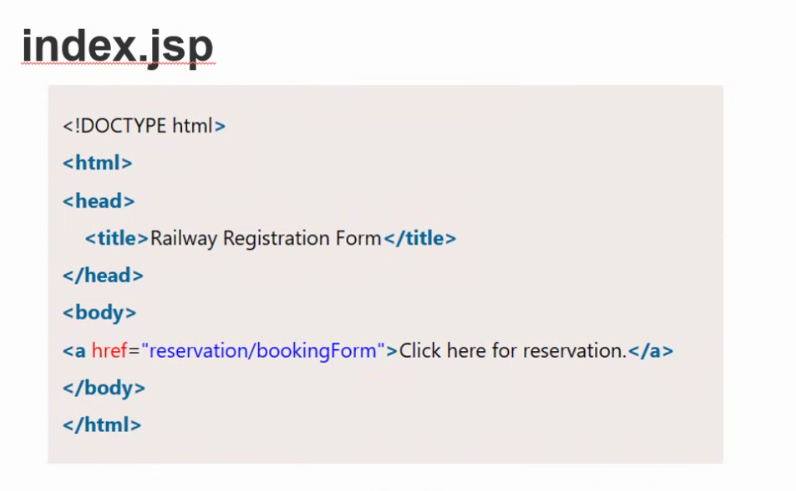 index.jsp
<!DOCTYPE html>
<html>
<head>
<title>Railway Registration Form</title>
</head>
<body>
<a href="reservation/bookingForm">Click here for reservation.</a>
</body>
</html>